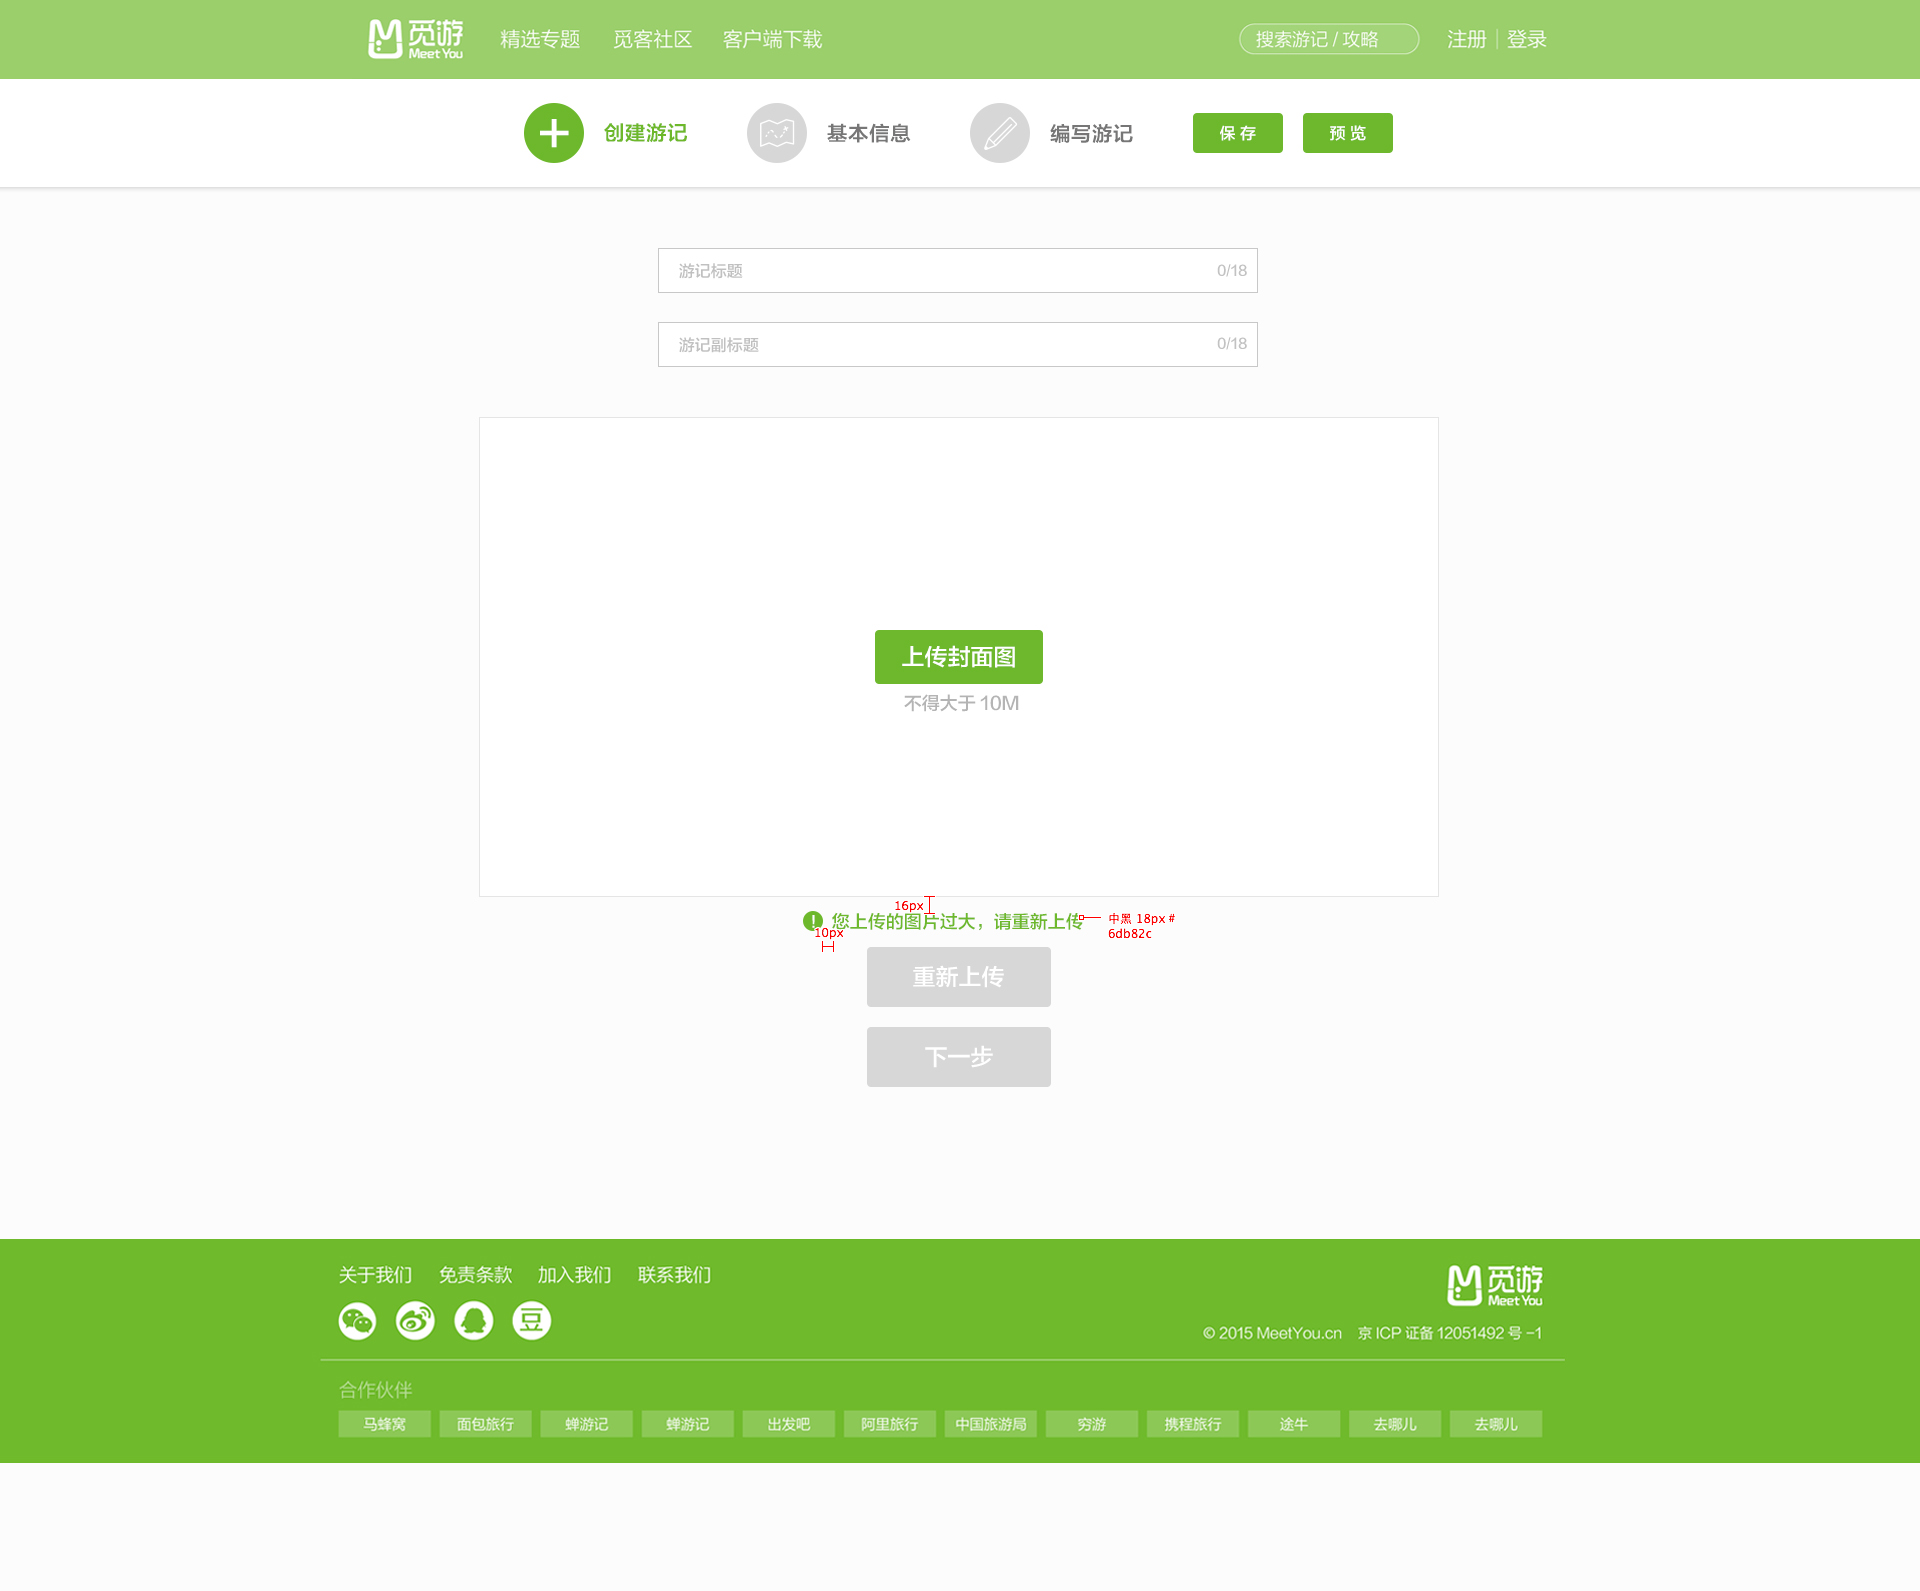 觅游
Meet You
精选专题 觅客社区 客户端下载
搜索游记 / 攻略
注册 | 登录
创建游记
基本信息
编写游记
保 存
预 览
游记标题 0/18
游记副标题 0/18
上传封面图
不得大于 10M
16px
您上传的图片过大，请重新上传
中黑 18px #
6db82c
10px
重新上传
下一步
关于我们 免责条款 加入我们 联系我们
豆
觅游
Meet You
© 2015 MeetYou.cn 京 ICP 证备 12051492 号 -1
合作伙伴
马蜂窝 面包旅行 蝉游记 蝉游记 出发吧 阿里旅行 中国旅游局 穷游 携程旅行 途牛 去哪儿 去哪儿